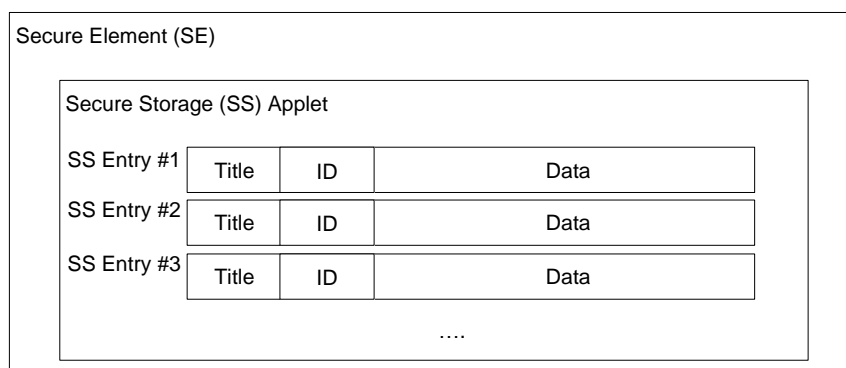 Secure Element (SE)
Secure Storage (SS) Applet
SS Entry #1 Title ID Data
SS Entry #2 Title ID Data
SS Entry #3 Title ID Data
....